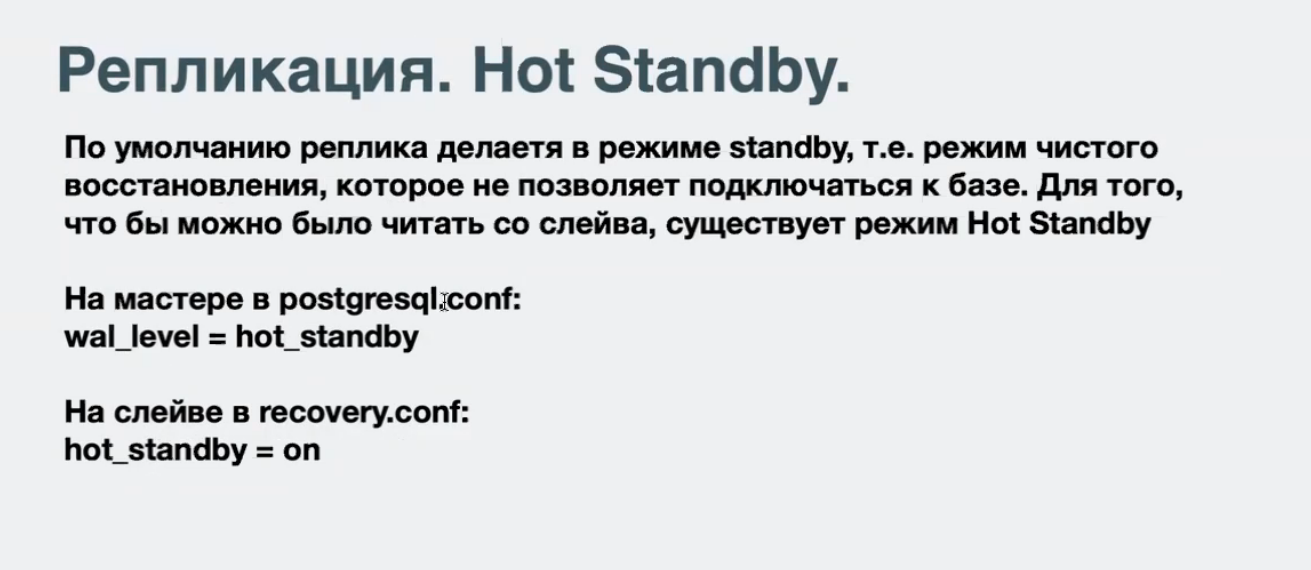 Репликация. Hot Standby.
По умолчанию реплика делаетя в режиме standby, т.е. режим чистого
восстановления, которое не позволяет подключаться к базе. Для того,
что бы можно было читать со слейва, существует режим Hot Standby
На мастере в postgresql.conf:
wal_level = hot_standby
На слейве в recovery.conf:
hot_standby = on